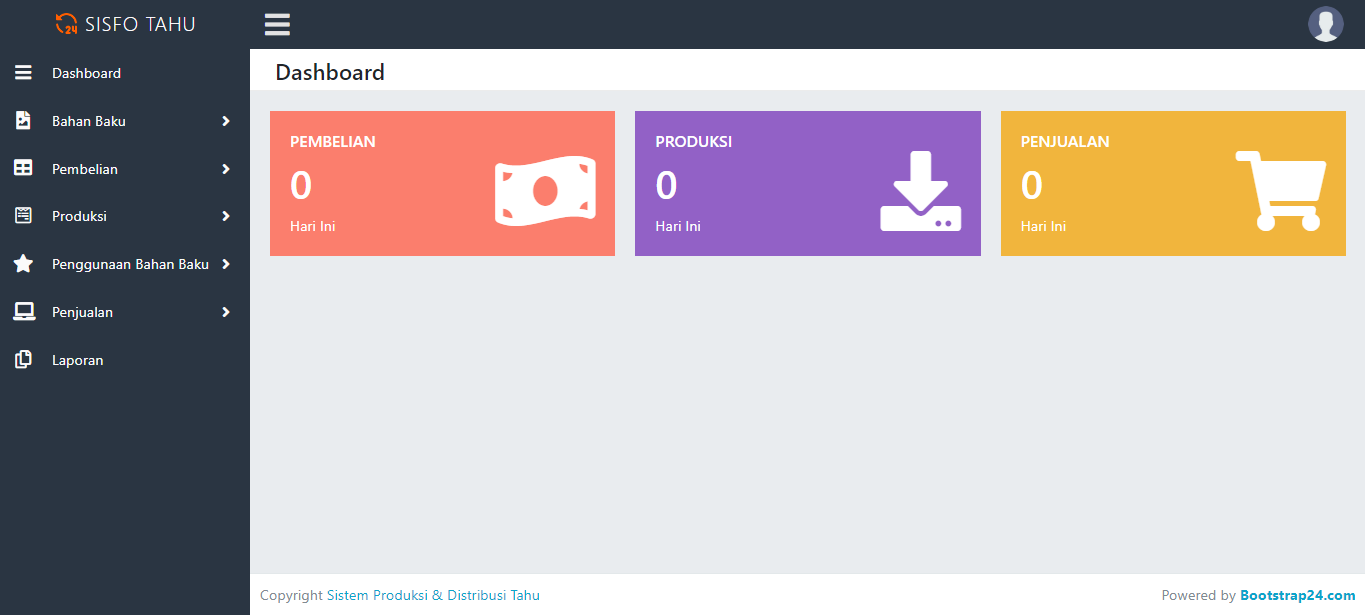 24 SISFO TAHU
Dashboard
Bahan Baku
Pembelian
Produksi
Penggunaan Bahan Baku
Penjualan
Laporan
Dashboard
PEMBELIAN
0
Hari Ini
PRODUKSI
0
Hari Ini
PENJUALAN
0
Hari Ini
Copyright Sistem Produksi & Distribusi Tahu
Powered by Bootstrap24.com